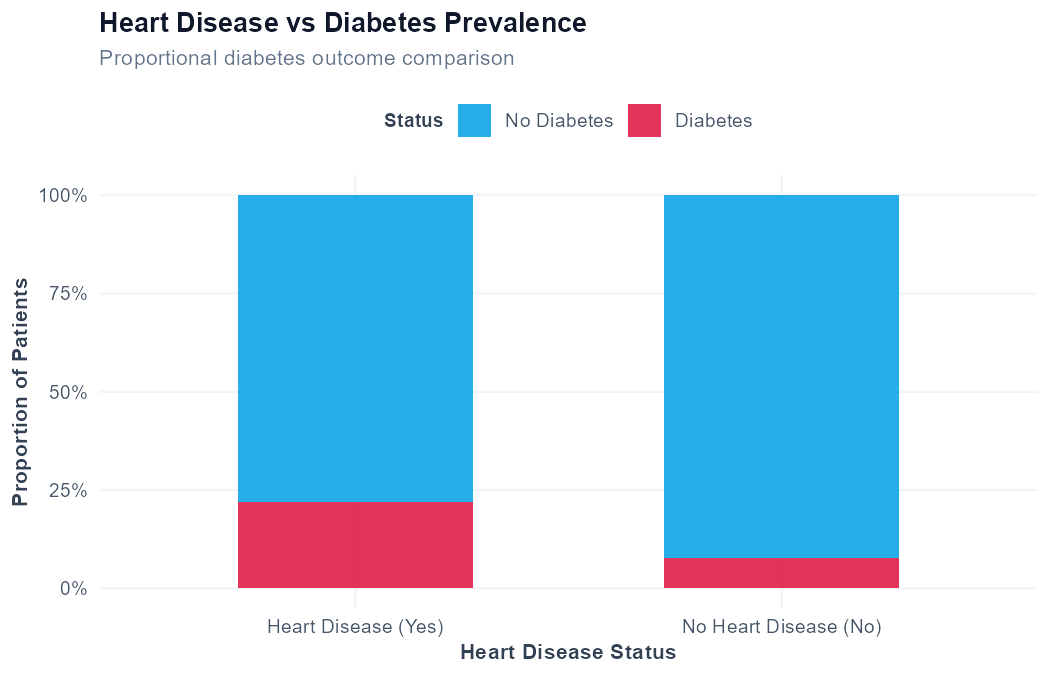 Heart Disease vs Diabetes Prevalence
Proportional diabetes outcome comparison
Status No Diabetes Diabetes
Proportion of Patients
100%
75%
50%
25%
0%
Heart Disease (Yes) No Heart Disease (No)
Heart Disease Status